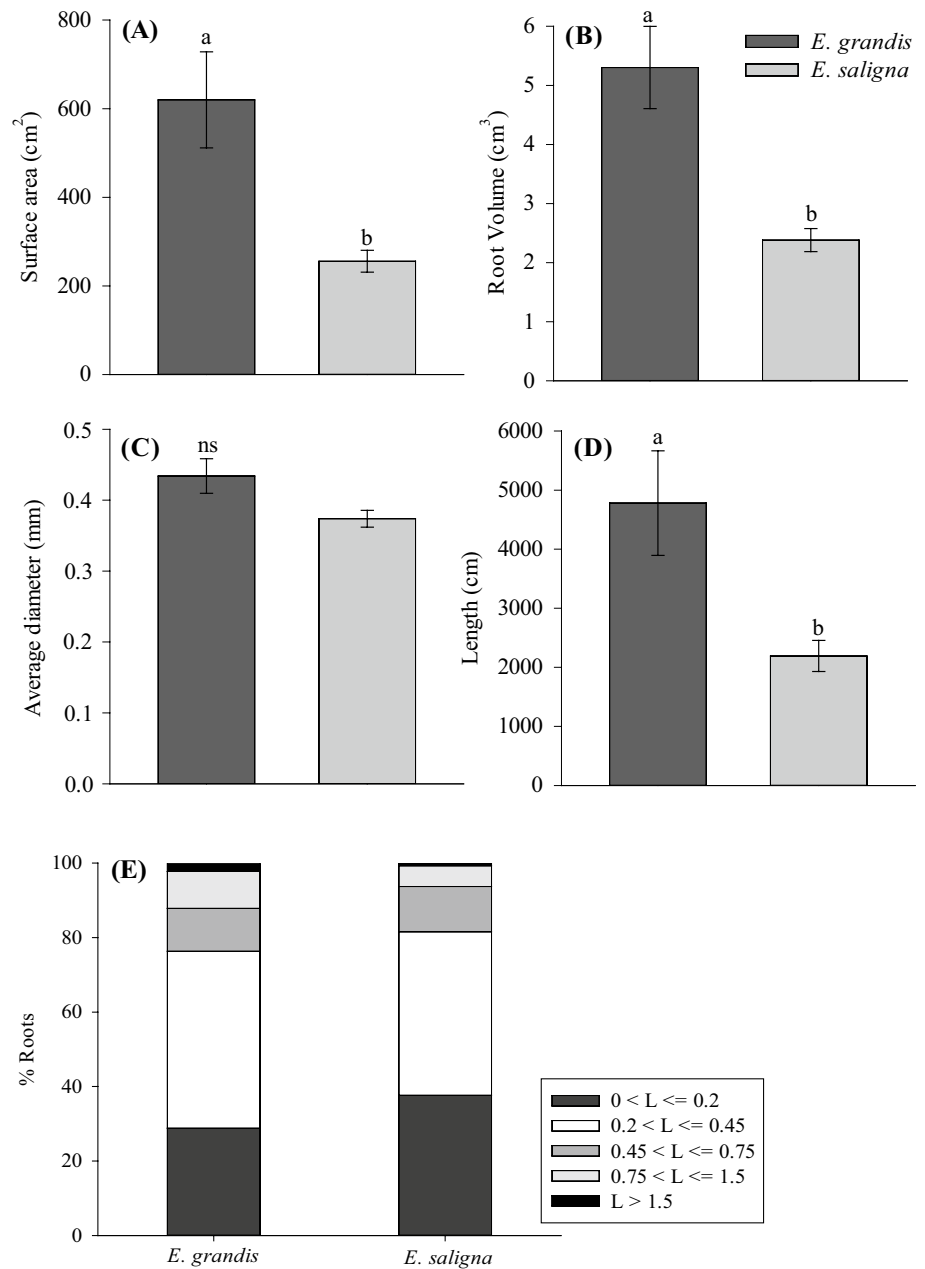 (A)
Surface area (cm²)
800
600
400
200
0
a
b
(B)
Root Volume (cm³)
6
5
4
3
2
1
0
a
b
E. grandis
E. saligna
(C)
Average diameter (mm)
0.5
0.4
0.3
0.2
0.1
0.0
ns
(D)
Length (cm)
6000
5000
4000
3000
2000
1000
0
a
b
(E)
% Roots
100
80
60
40
20
0
E. grandis
E. saligna
0 < L <= 0.2
0.2 < L <= 0.45
0.45 < L <= 0.75
0.75 < L <= 1.5
L > 1.5